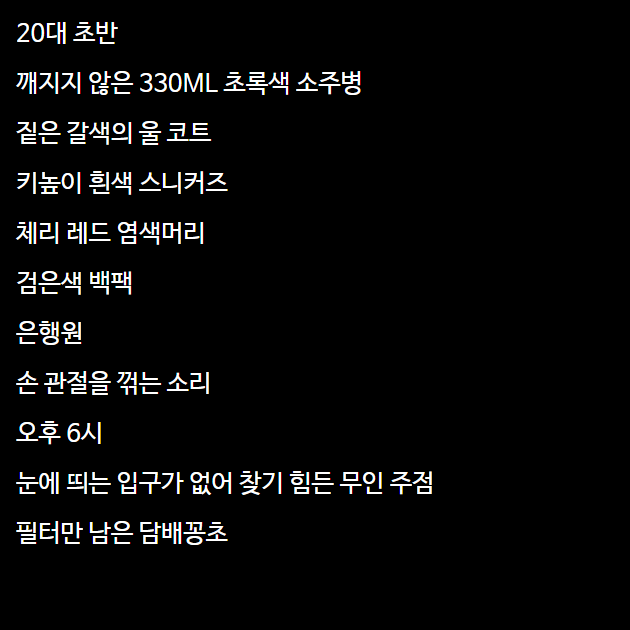 20대 초반
깨지지 않은 330ML 초록색 소주병
짙은 갈색의 울 코트
키높이 흰색 스니커즈
체리 레드 염색머리
검은색 백팩
은행원
손 관절을 꺾는 소리
오후 6시
눈에 띄는 입구가 없어 찾기 힘든 무인 주점
필터만 남은 담배꽁초